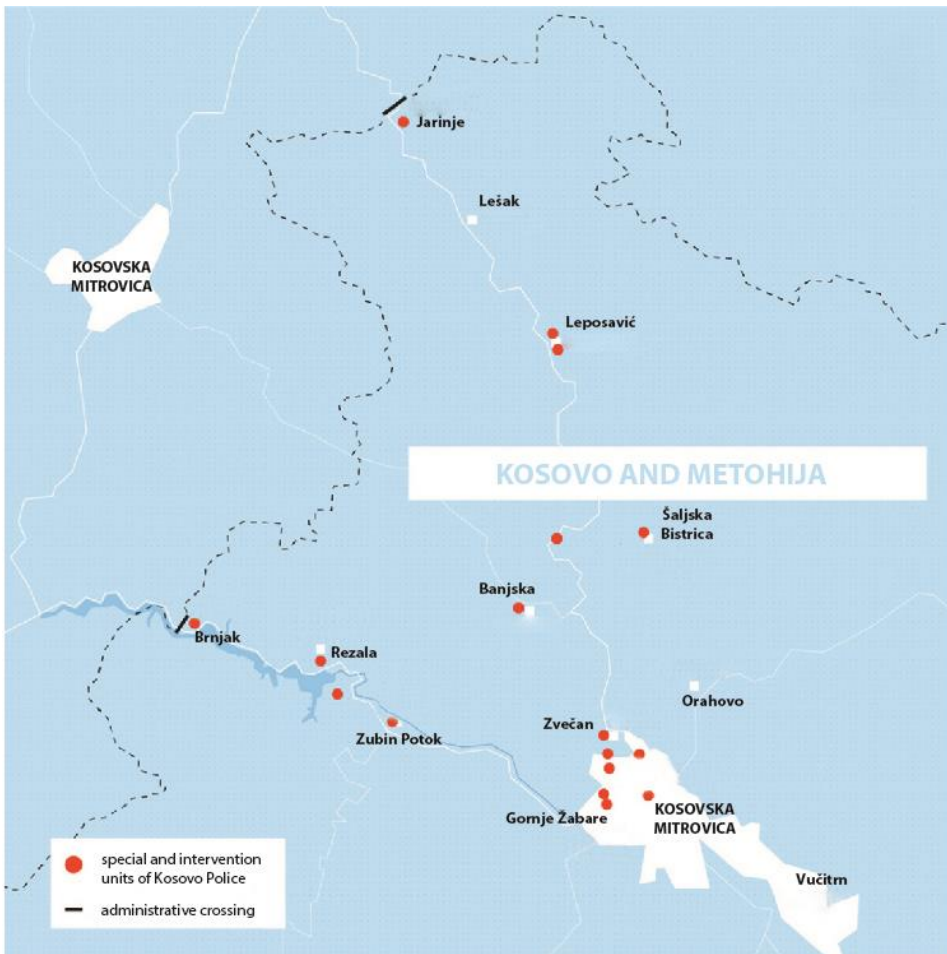 Jarinje
Lešak
KOSOVSKA
MITROVICA
Leposavić
KOSOVO AND METOHIJA
Šaljska
Bistrica
Banjska
Brnjak
Rezala
Orahovo
Zvečan
Zubin Potok
Gornje Žabare
KOSOVSKA
MITROVICA
Vučitrn
special and intervention
units of Kosovo Police
administrative crossing